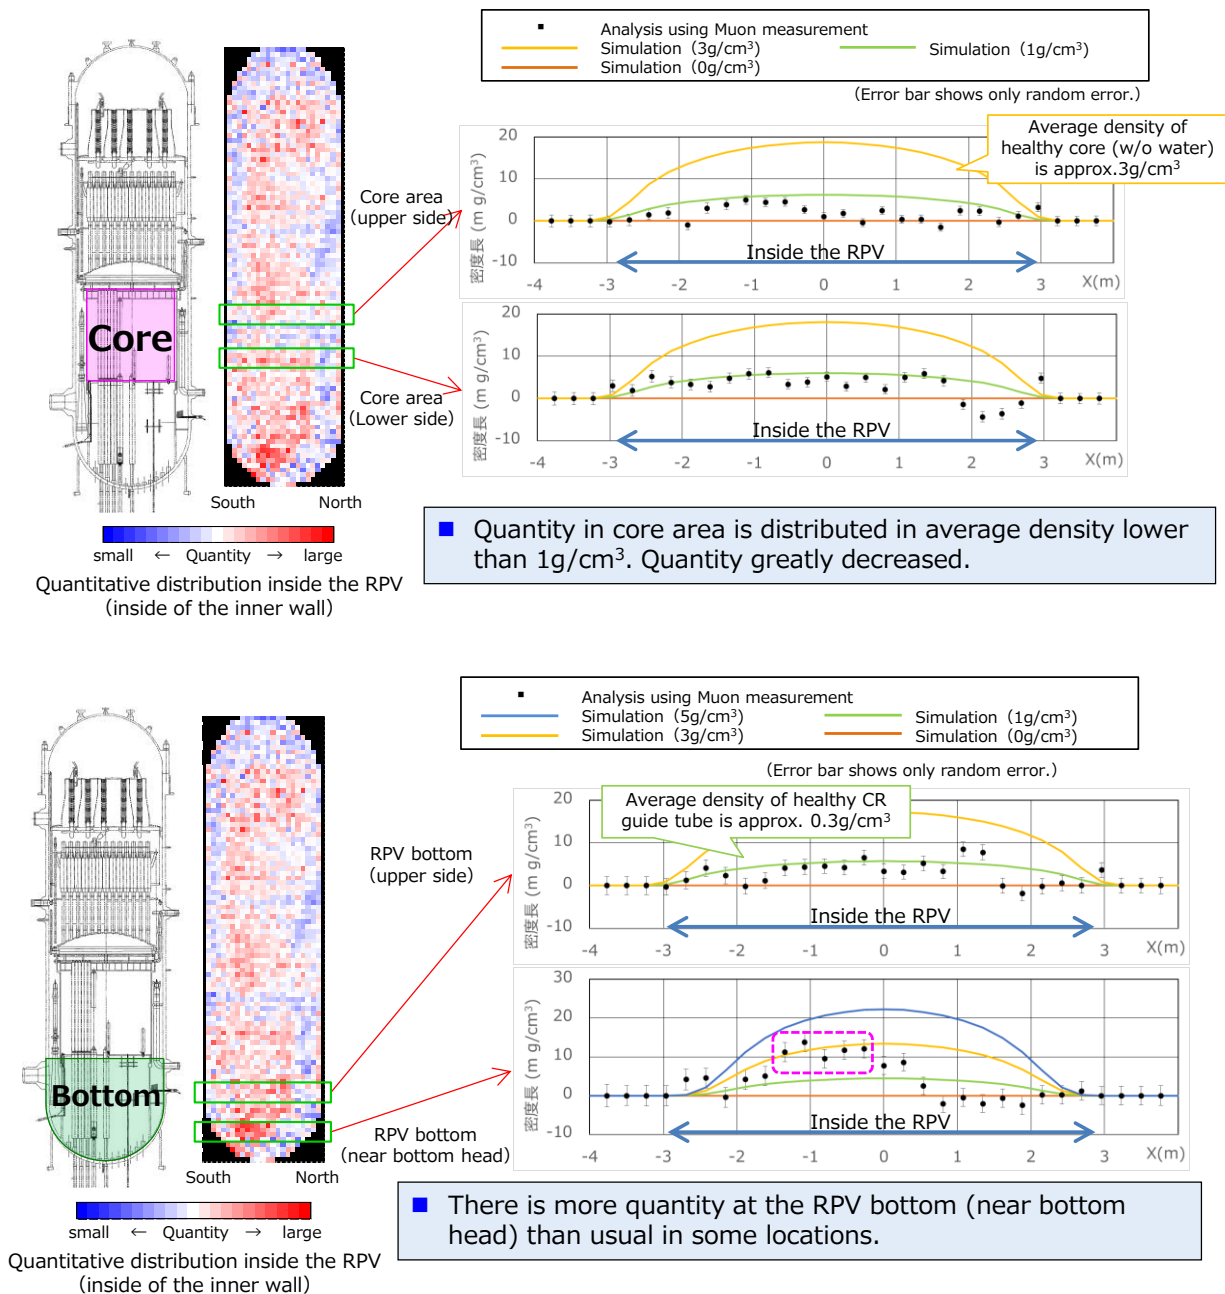 Analysis using Muon measurement
Simulation (3g/cm³)
Simulation (1g/cm³)
Simulation (0g/cm³)
(Error bar shows only random error.)
Average density of
healthy core (w/o water)
is approx.3g/cm³
Core area
(upper side)
密度長 (m g/cm³)
20
10
0
-10
Inside the RPV
-4 -3 -2 -1 0 1 2 3 X(m)
Core
Core area
(Lower side)
密度長 (m g/cm³)
20
10
0
-10
Inside the RPV
-4 -3 -2 -1 0 1 2 3 X(m)
South North
small ← Quantity → large
Quantitative distribution inside the RPV
(inside of the inner wall)
■ Quantity in core area is distributed in average density lower
than 1g/cm³. Quantity greatly decreased.
Analysis using Muon measurement
Simulation (5g/cm³)
Simulation (1g/cm³)
Simulation (3g/cm³)
Simulation (0g/cm³)
(Error bar shows only random error.)
Average density of healthy CR
guide tube is approx. 0.3g/cm³
RPV bottom
(upper side)
密度長 (m g/cm³)
20
10
0
-10
Inside the RPV
-4 -3 -2 -1 0 1 2 3 X(m)
Bottom
RPV bottom
(near bottom head)
密度長 (m g/cm³)
30
20
10
0
-10
Inside the RPV
-4 -3 -2 -1 0 1 2 3 X(m)
South North
small ← Quantity → large
Quantitative distribution inside the RPV
(inside of the inner wall)
■ There is more quantity at the RPV bottom (near bottom
head) than usual in some locations.